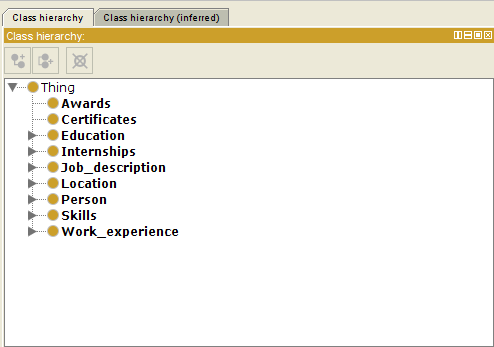 Class hierarchy Class hierarchy (inferred)
Class hierarchy:
Thing
Awards
Certificates
Education
Internships
Job_description
Location
Person
Skills
Work_experience